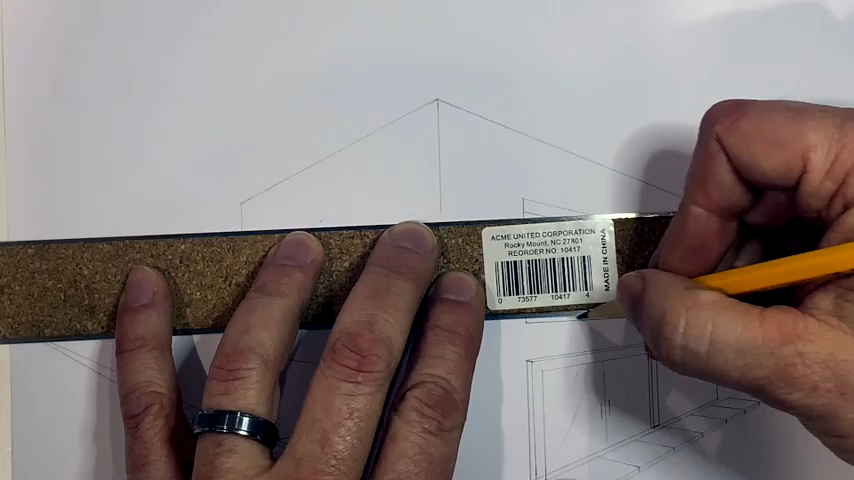 ACME UNITED CORPORATION
Rocky Mount, NC 27801
REORDER NO: 10417
MADE IN CHINA
0 73577 10417 4